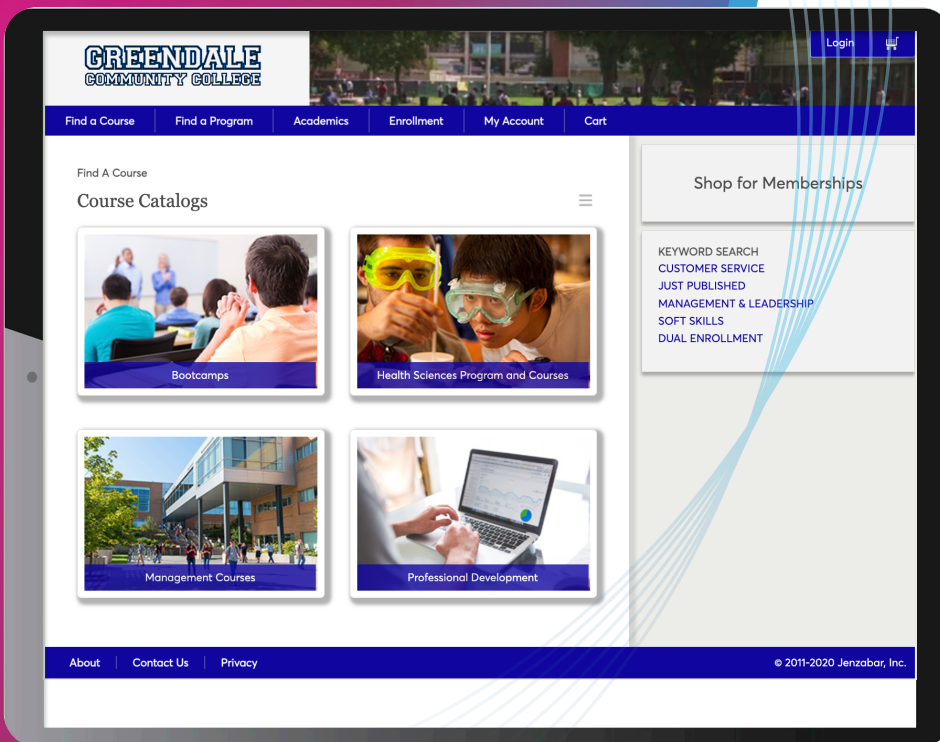 GREENDALE
COMMUNITY COLLEGE
Login
Find a Course
Find a Program
Academics
Enrollment
My Account
Cart
Find A Course
Course Catalogs
Bootcamps
Health Sciences Program and Courses
Management Courses
Professional Development
Shop for Memberships
KEYWORD SEARCH
CUSTOMER SERVICE
JUST PUBLISHED
MANAGEMENT & LEADERSHIP
SOFT SKILLS
DUAL ENROLLMENT
About
Contact Us
Privacy
© 2011-2020 Jenzabar, Inc.